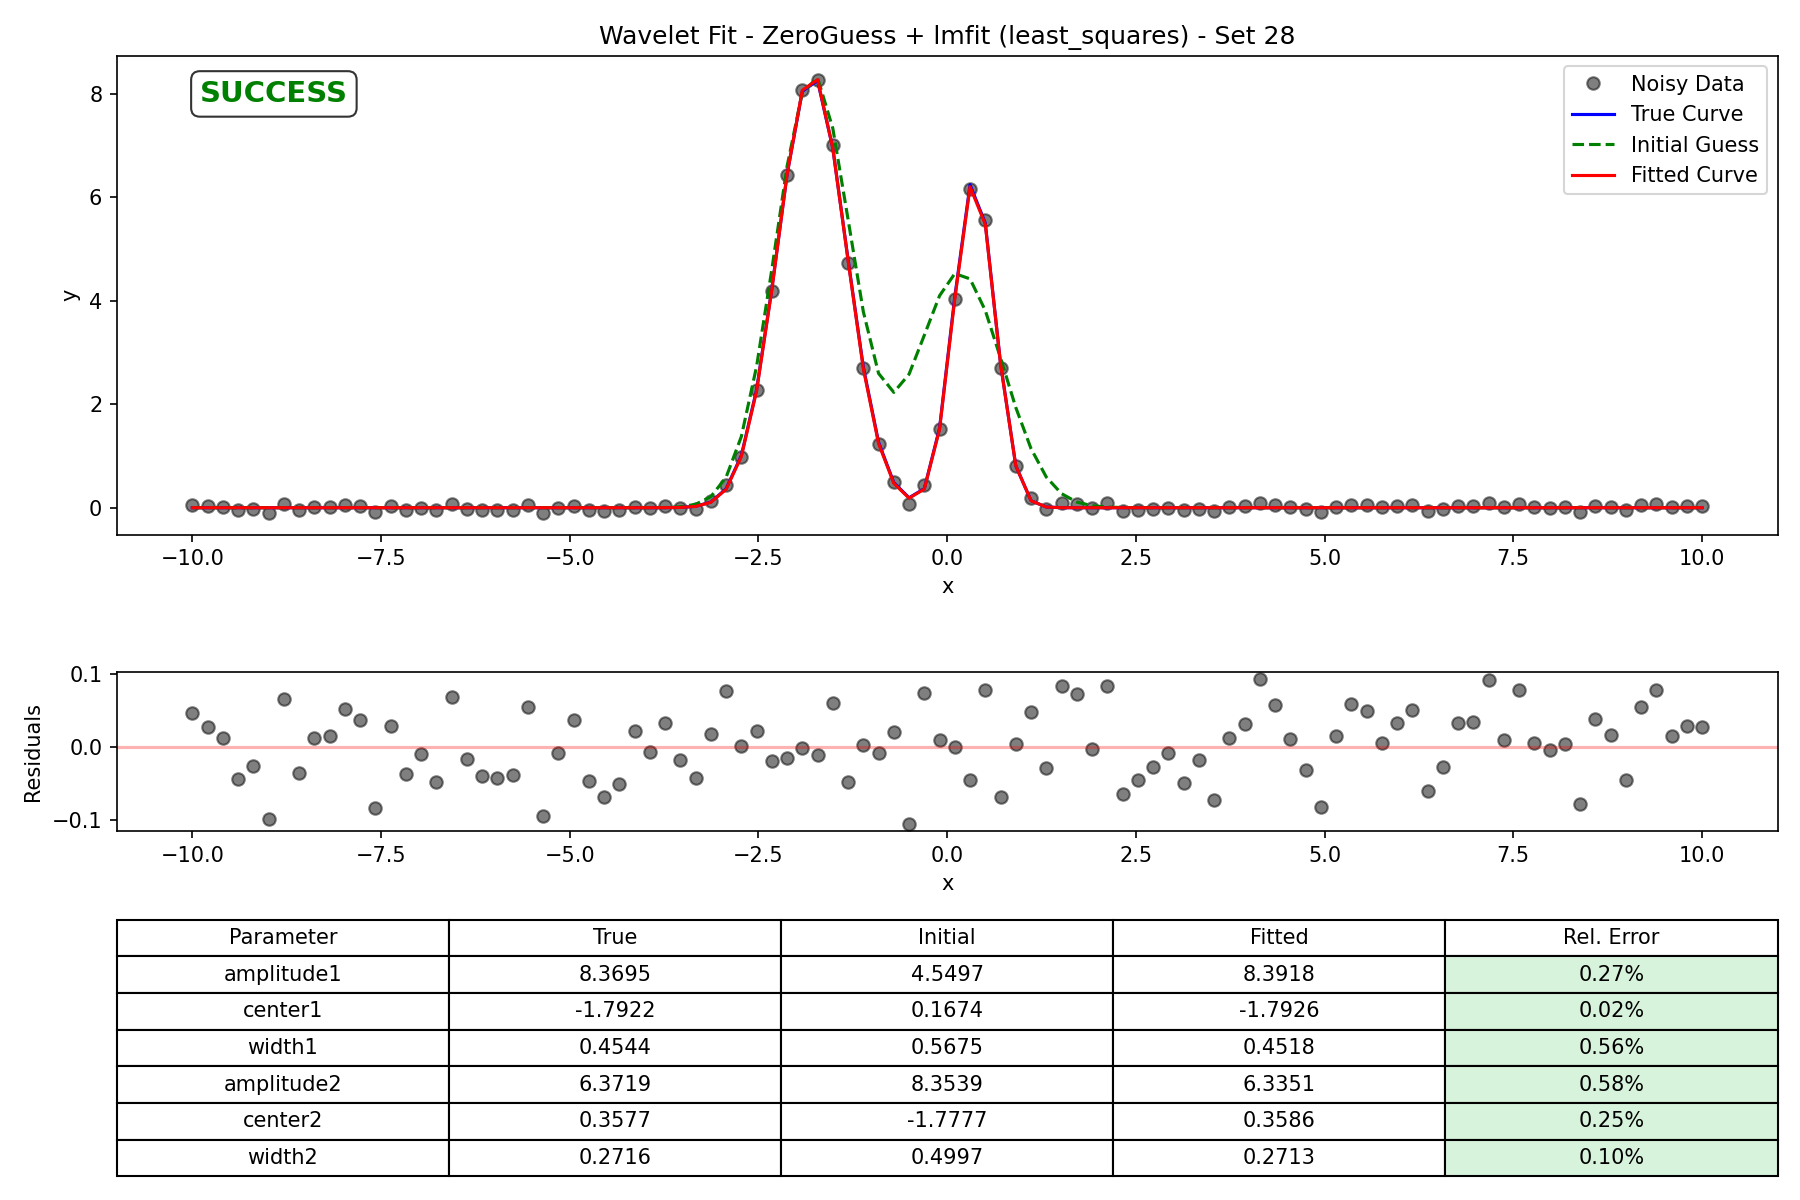 Wavelet Fit - ZeroGuess + lmfit (least_squares) - Set 28
SUCCESS
Noisy Data
True Curve
Initial Guess
Fitted Curve
y
8
6
4
2
0
−10.0 −7.5 −5.0 −2.5 0.0 2.5 5.0 7.5 10.0
x
Residuals
0.1
0.0
−0.1
−10.0 −7.5 −5.0 −2.5 0.0 2.5 5.0 7.5 10.0
x
Parameter True Initial Fitted Rel. Error
amplitude1 8.3695 4.5497 8.3918 0.27%
center1 -1.7922 0.1674 -1.7926 0.02%
width1 0.4544 0.5675 0.4518 0.56%
amplitude2 6.3719 8.3539 6.3351 0.58%
center2 0.3577 -1.7777 0.3586 0.25%
width2 0.2716 0.4997 0.2713 0.10%